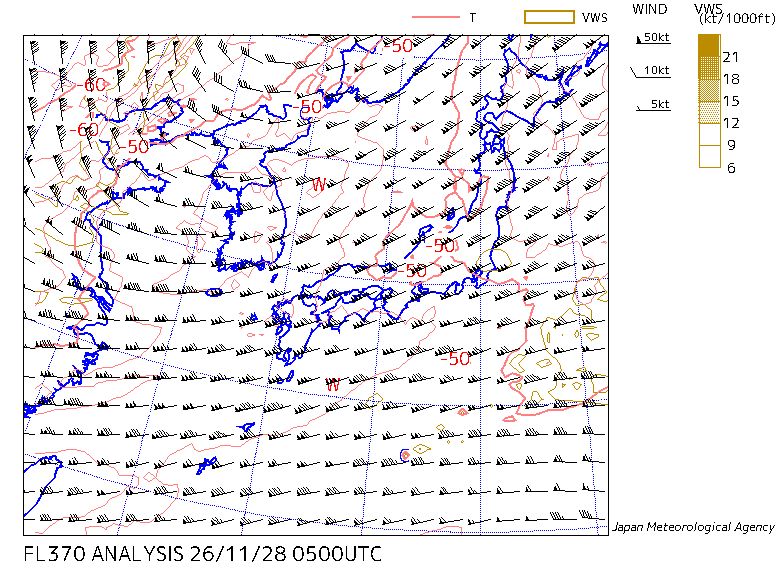 T VWS WIND VWS
(kt/1000ft)
50kt
10kt
5kt
21
18
15
12
9
6
-50
-60
50
-60
-50
W
-50
-50
-50
W
C
Japan Meteorological Agency
FL370 ANALYSIS 26/11/28 0500UTC